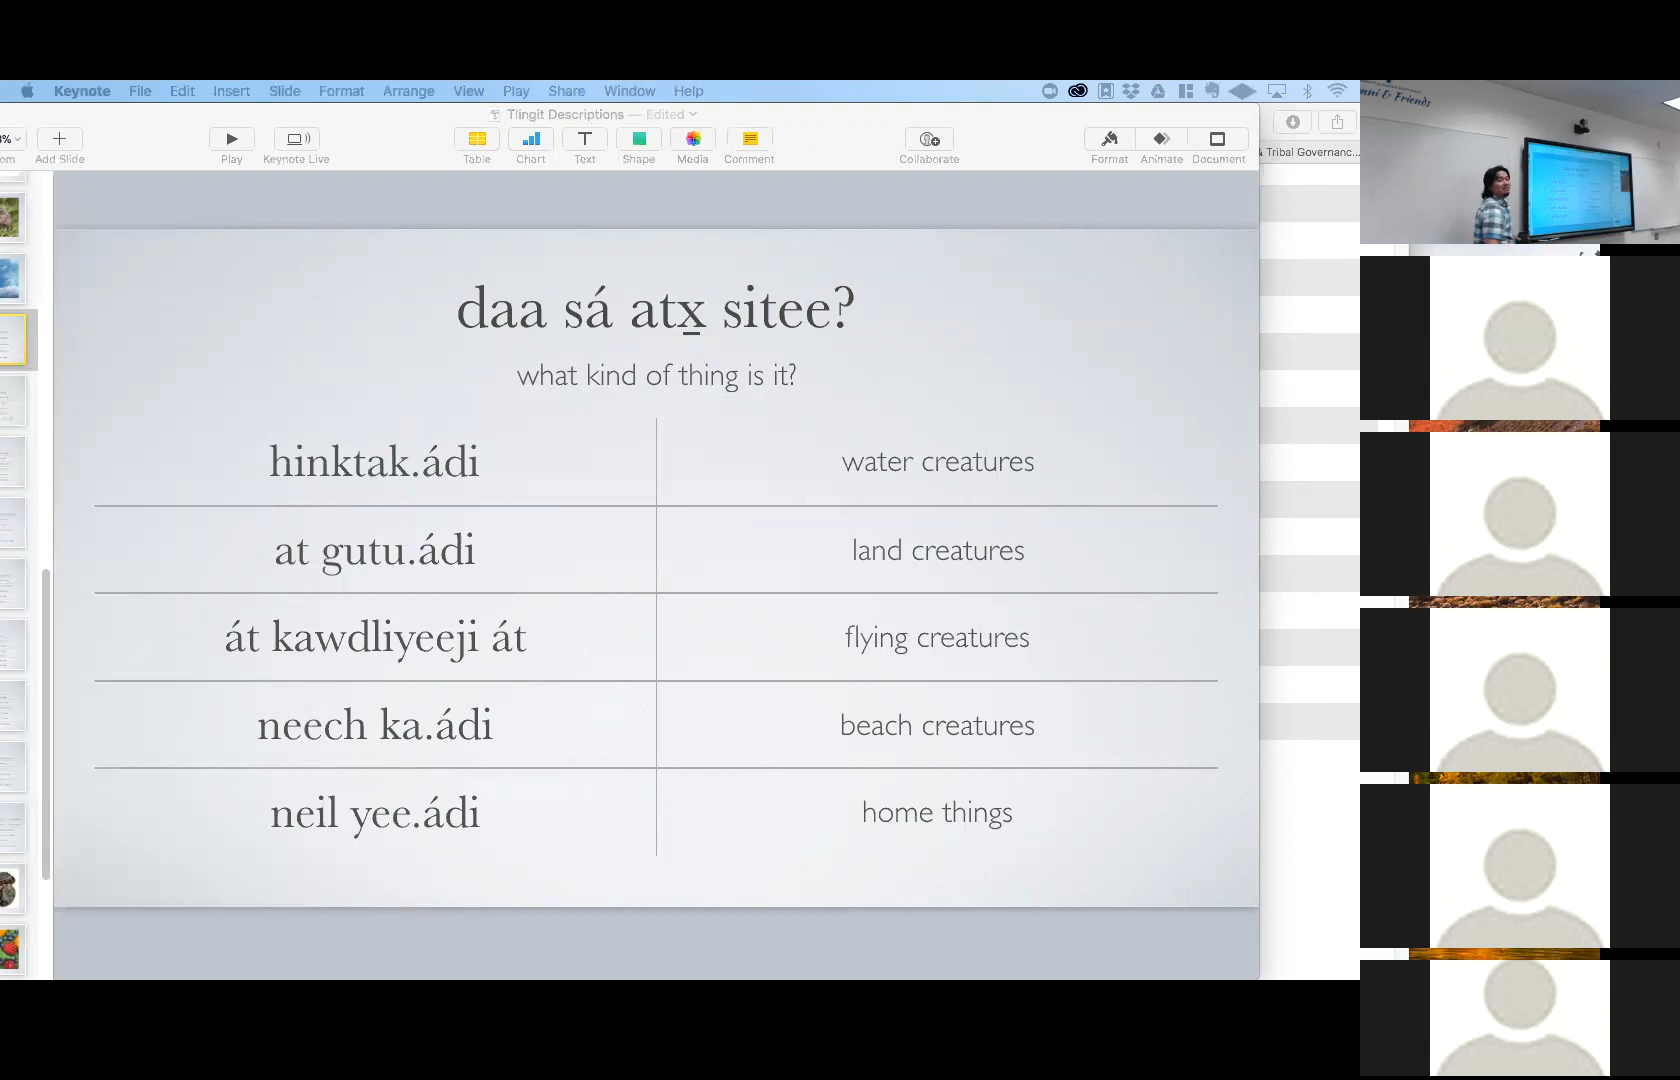 Keynote File Edit Insert Slide Format Arrange View Play Share Window Help
Tlingit Descriptions — Edited
Add Slide Play Keynote Live Table Chart Text Shape Media Comment Collaborate Format Animate Document
& Tribal Governanc...
& Friends
daa sá atx̱ sitee?
what kind of thing is it?
hinktak.ádi water creatures
at gutu.ádi land creatures
át kawdliyeeji át flying creatures
neech ka.ádi beach creatures
neil yee.ádi home things